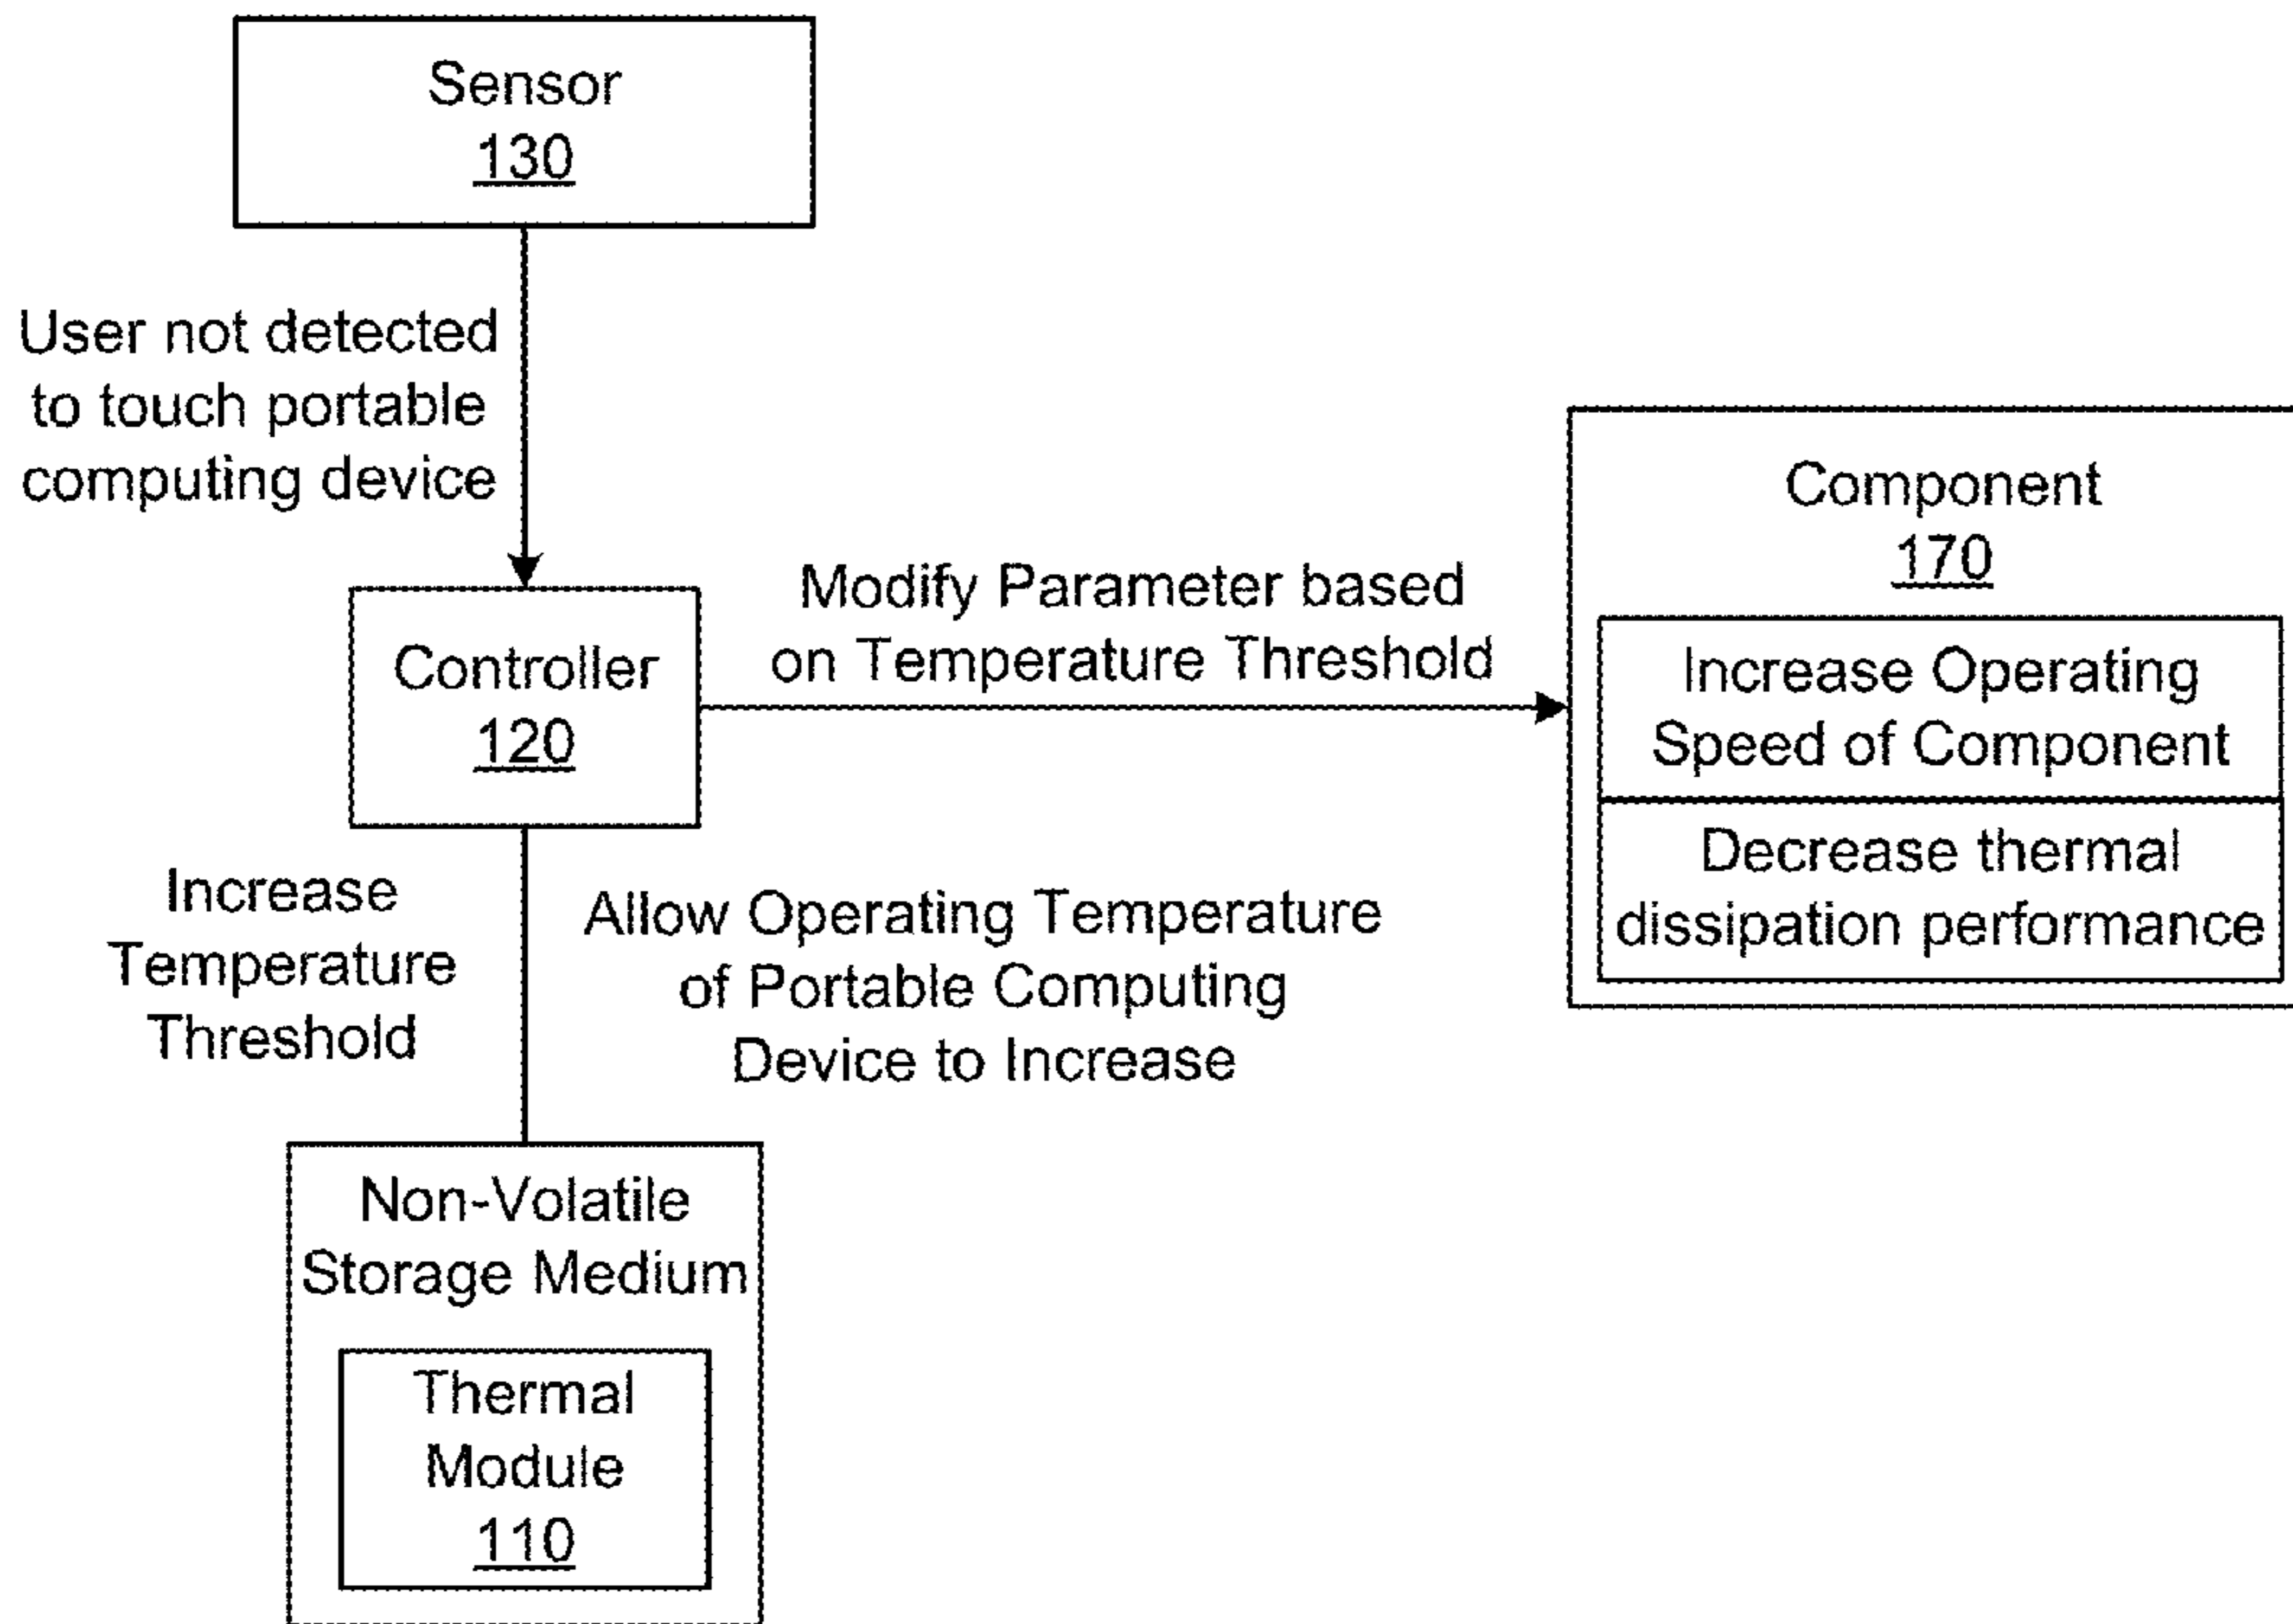 Sensor
130
User not detected
to touch portable
computing device
Controller
120
Modify Parameter based
on Temperature Threshold
Component
170
Increase Operating
Speed of Component
Decrease thermal
dissipation performance
Increase
Temperature
Threshold
Allow Operating Temperature
of Portable Computing
Device to Increase
Non-Volatile
Storage Medium
Thermal
Module
110